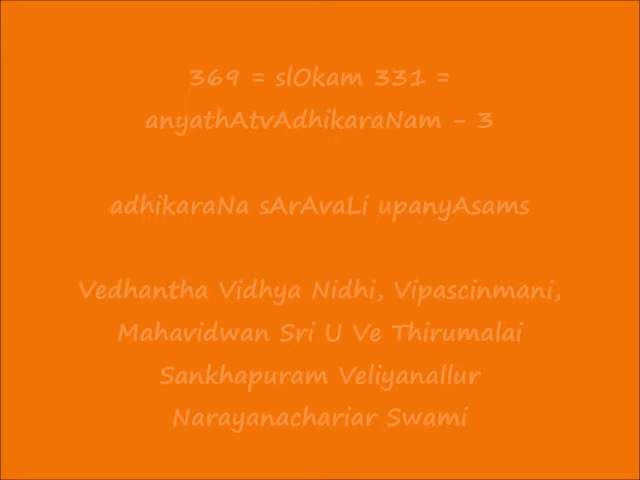 369 = slOkam 331 =
anyathAtvAdhikaraNam - 3
adhikaraNa sArAvaLi upanyAsams
Vedhantha Vidhya Nidhi, Vipascinmani,
Mahavidwan Sri U Ve Thirumalai
Sankhapuram Veliyanallur
Narayanachariar Swami